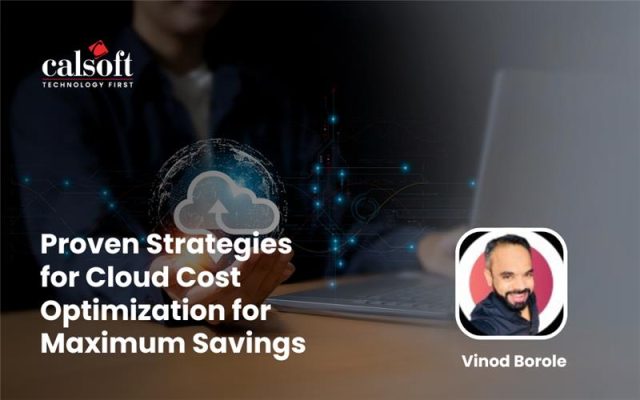 calsoft
TECHNOLOGY FIRST
Proven Strategies
for Cloud Cost
Optimization for
Maximum Savings
Vinod Borole